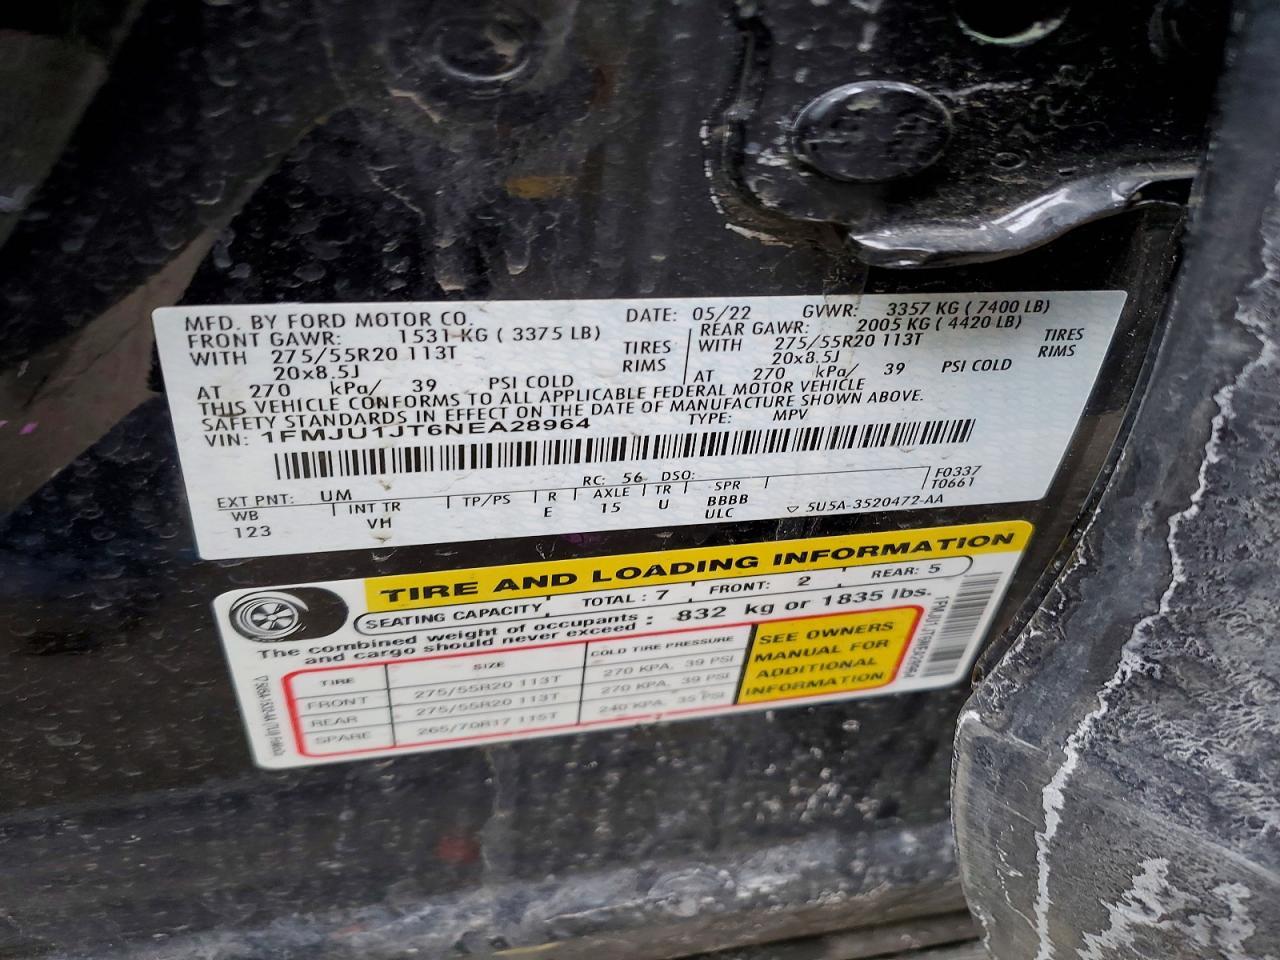 MFD. BY FORD MOTOR CO.
DATE: 05/22 GVWR: 3357 KG ( 7400 LB)
FRONT GAWR: 1531 KG ( 3375 LB) REAR GAWR: 2005 KG ( 4420 LB)
WITH 275/55R20 113T TIRES WITH 275/55R20 113T TIRES
20x8.5J RIMS 20x8.5J RIMS
AT 270 kPa/ 39 PSI COLD AT 270 kPa/ 39 PSI COLD
THIS VEHICLE CONFORMS TO ALL APPLICABLE FEDERAL MOTOR VEHICLE
SAFETY STANDARDS IN EFFECT ON THE DATE OF MANUFACTURE SHOWN ABOVE.
VIN: 1FMJU1JT6NEA28964 TYPE: MPV
EXT PNT: UM RC: 56 DSO: F0337
WB INT TR TP/PS R AXLE TR SPR T0661
123 VH E 15 U BBBB
ULC ▽ 5U5A-3520472-AA
TIRE AND LOADING INFORMATION
SEATING CAPACITY TOTAL : 7 FRONT: 2 REAR: 5
The combined weight of occupants
and cargo should never exceed : 832 kg or 1835 lbs.
TIRE SIZE COLD TIRE PRESSURE
FRONT 275/55R20 113T 270 KPA, 39 PSI
REAR 275/55R20 113T 270 KPA, 39 PSI
SPARE 265/70R17 115T 240 KPA, 35 PSI
SEE OWNERS
MANUAL FOR
ADDITIONAL
INFORMATION
1FMJU1JT6NEA28964